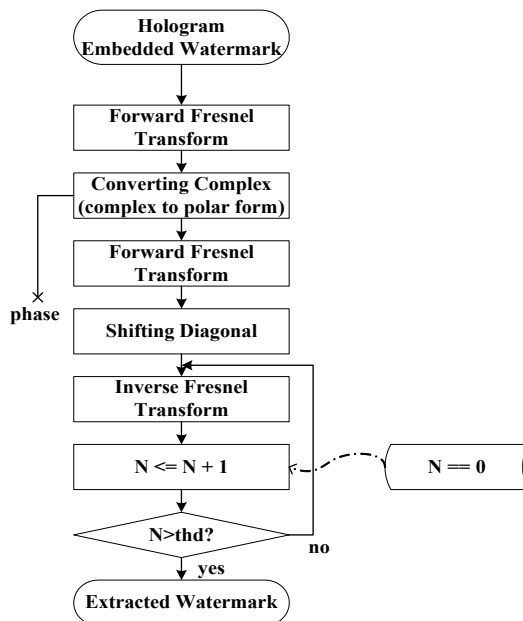 Hologram
Embedded Watermark
Forward Fresnel
Transform
Converting Complex
(complex to polar form)
Forward Fresnel
Transform
phase
Shifting Diagonal
Inverse Fresnel
Transform
N <= N + 1
N == 0
N>thd?
no
yes
Extracted Watermark